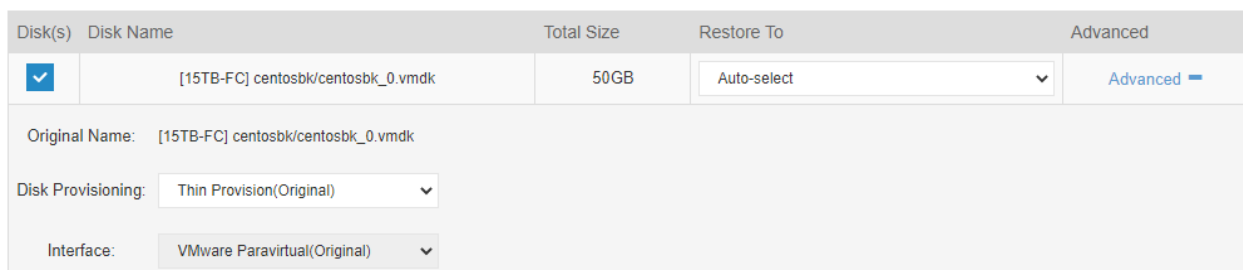 Disk(s) Disk Name Total Size Restore To Advanced
[15TB-FC] centosbk/centosbk_0.vmdk 50GB Auto-select Advanced
Original Name: [15TB-FC] centosbk/centosbk_0.vmdk
Disk Provisioning: Thin Provision(Original)
Interface: VMware Paravirtual(Original)